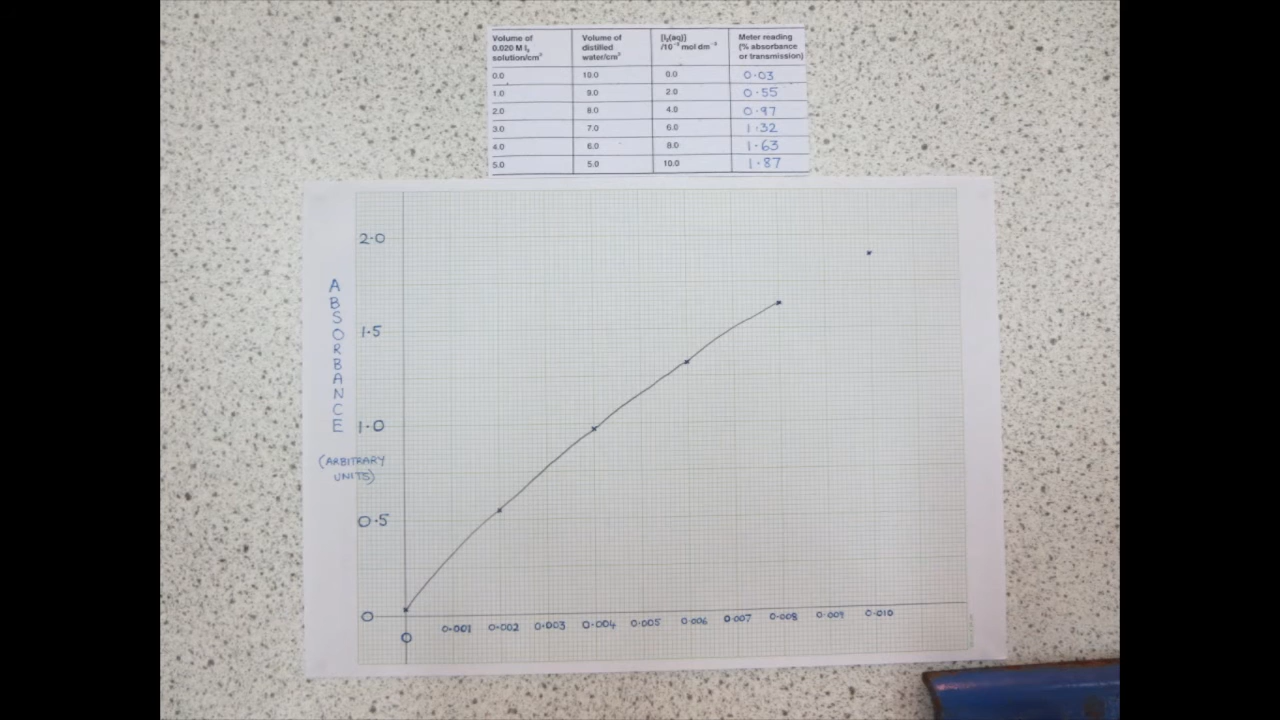 Volume of 0.020 M I₂ solution/cm³ Volume of distilled water/cm³ [I₂(aq)] /10⁻³ mol dm⁻³ Meter reading (% absorbance or transmission)
0.0 10.0 0.0 0.03
1.0 9.0 2.0 0.55
2.0 8.0 4.0 0.97
3.0 7.0 6.0 1.32
4.0 6.0 8.0 1.63
5.0 5.0 10.0 1.87
2.0
1.5
1.0
0.5
0
ABSORBANCE
(ARBITRARY
UNITS)
0 0.001 0.002 0.003 0.004 0.005 0.006 0.007 0.008 0.009 0.010